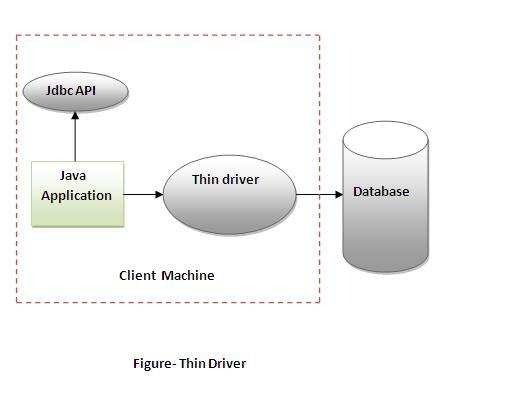 Jdbc API
Java
Application
Thin driver
Database
Client Machine
Figure- Thin Driver